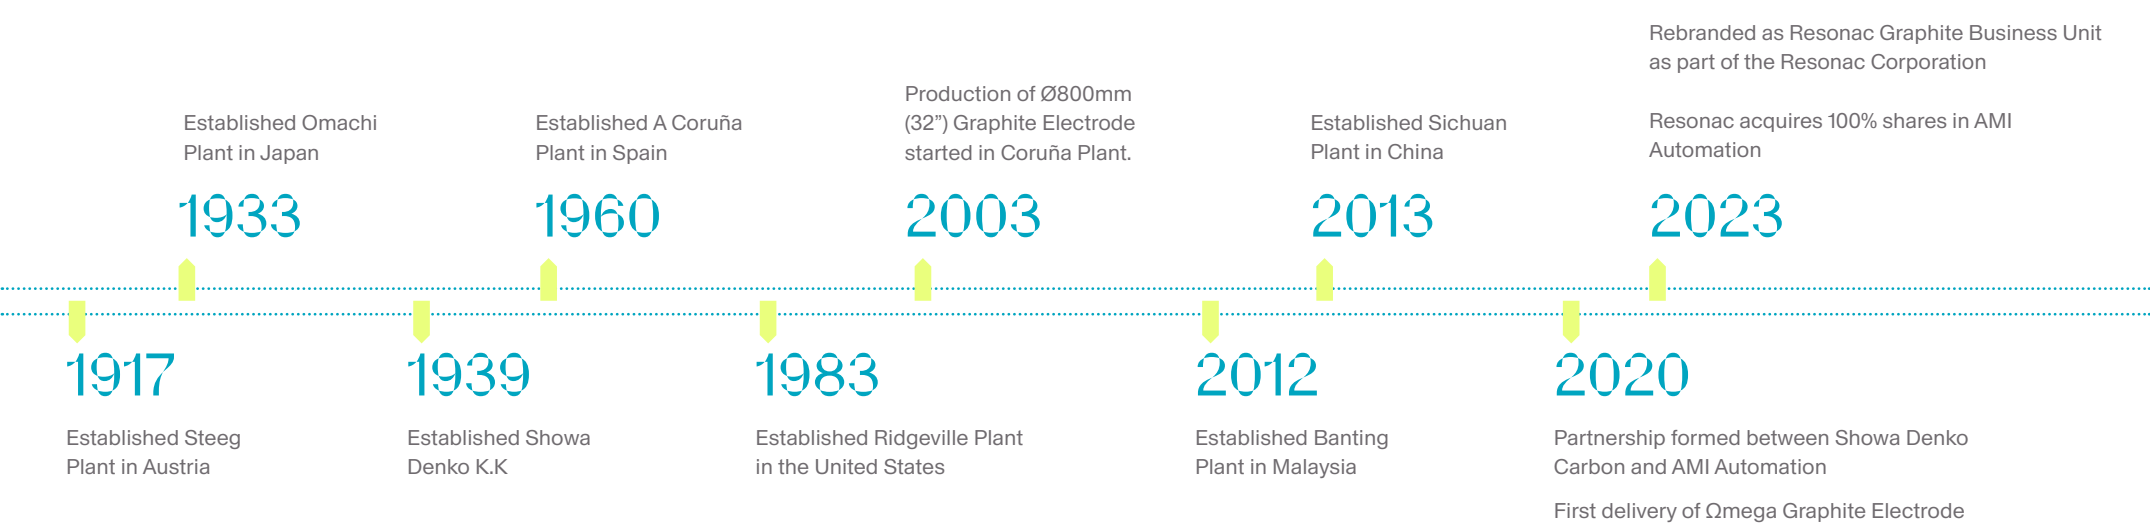 Established Omachi
Plant in Japan
1933
Established A Coruña
Plant in Spain
1960
Production of Ø800mm
(32”) Graphite Electrode
started in Coruña Plant.
2003
Established Sichuan
Plant in China
2013
Rebranded as Resonac Graphite Business Unit
as part of the Resonac Corporation
Resonac acquires 100% shares in AMI
Automation
2023
1917
Established Steeg
Plant in Austria
1939
Established Showa
Denko K.K
1983
Established Ridgeville Plant
in the United States
2012
Established Banting
Plant in Malaysia
2020
Partnership formed between Showa Denko
Carbon and AMI Automation
First delivery of Ωmega Graphite Electrode